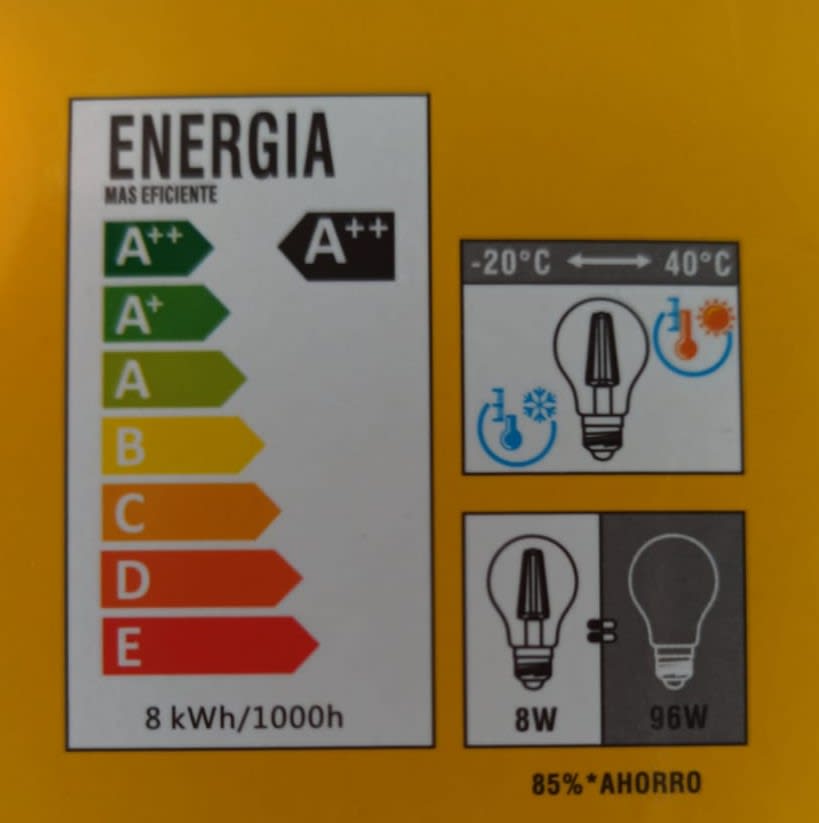 ENERGIA
MAS EFICIENTE
A++
A++
A+
A
B
C
D
E
8 kWh/1000h
-20°C 40°C
8W
96W
85%*AHORRO